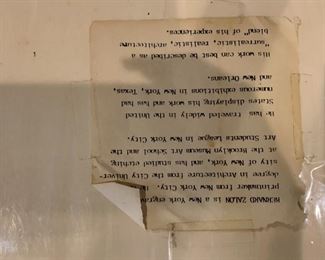 BERNARD ZALON is a New York engrav
printmaker from New York City.
degree in Architecture from the City Univer-
sity of New York, and has studied etching
at the Brooklyn Museum Art School and the
Art Students League New York City.
He has traveled widely in the United
States displaying his work and has had
numerous exhibitions in New York, Texas,
and New Orleans.
His work can best be described as a
"surrealistic, realistic, architecture
blend" of his experiences.